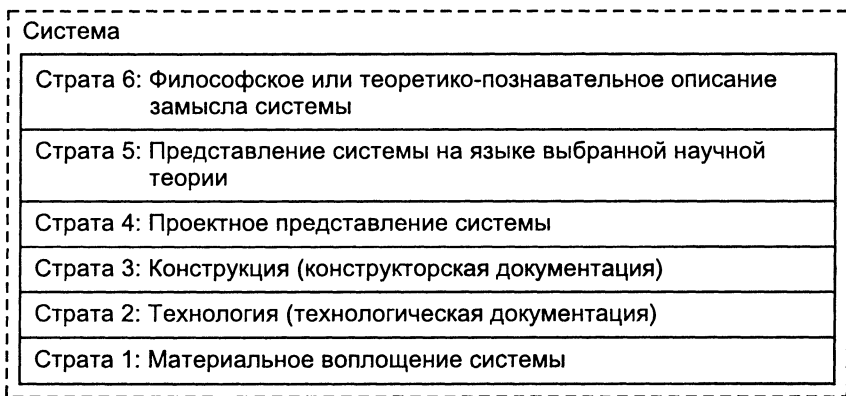 Система
Страта 6: Философское или теоретико-познавательное описание
замысла системы
Страта 5: Представление системы на языке выбранной научной
теории
Страта 4: Проектное представление системы
Страта 3: Конструкция (конструкторская документация)
Страта 2: Технология (технологическая документация)
Страта 1: Материальное воплощение системы